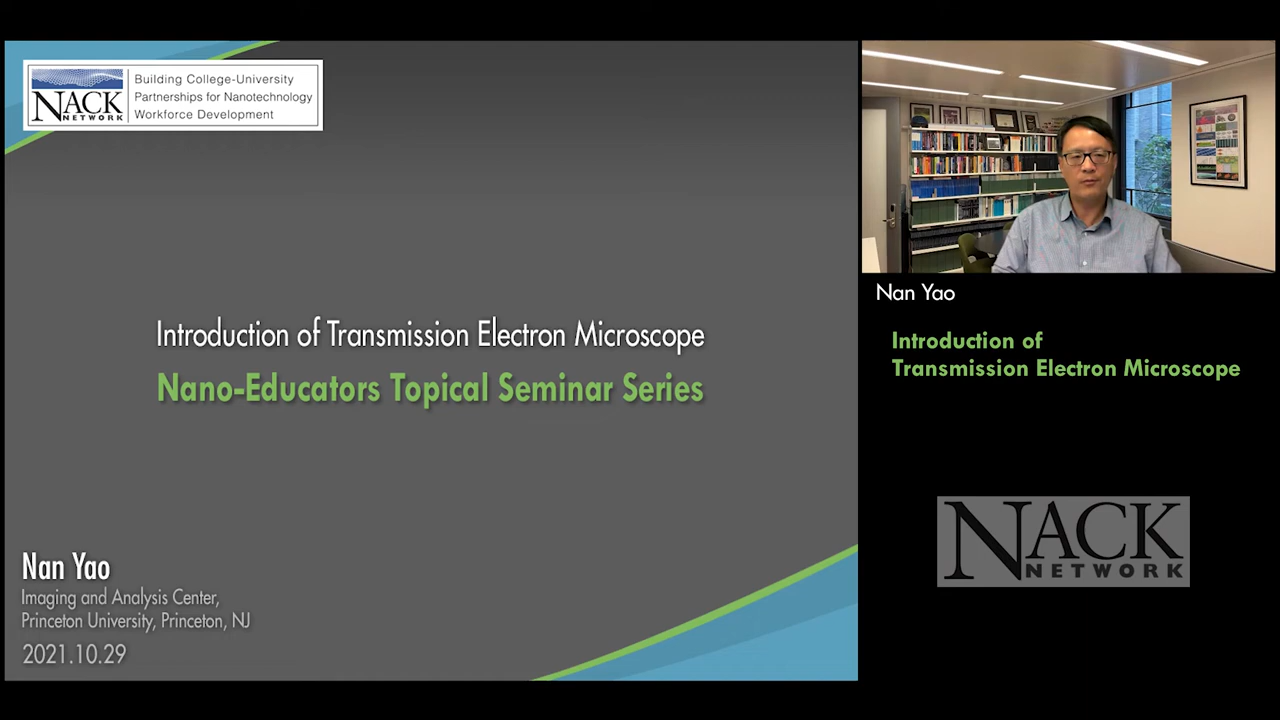 NACK
NETWORK
Building College-University
Partnerships for Nanotechnology
Workforce Development
Introduction of Transmission Electron Microscope
Nano-Educators Topical Seminar Series
Nan Yao
Imaging and Analysis Center,
Princeton University, Princeton, NJ
2021.10.29
Nan Yao
Introduction of
Transmission Electron Microscope
NACK
NETWORK